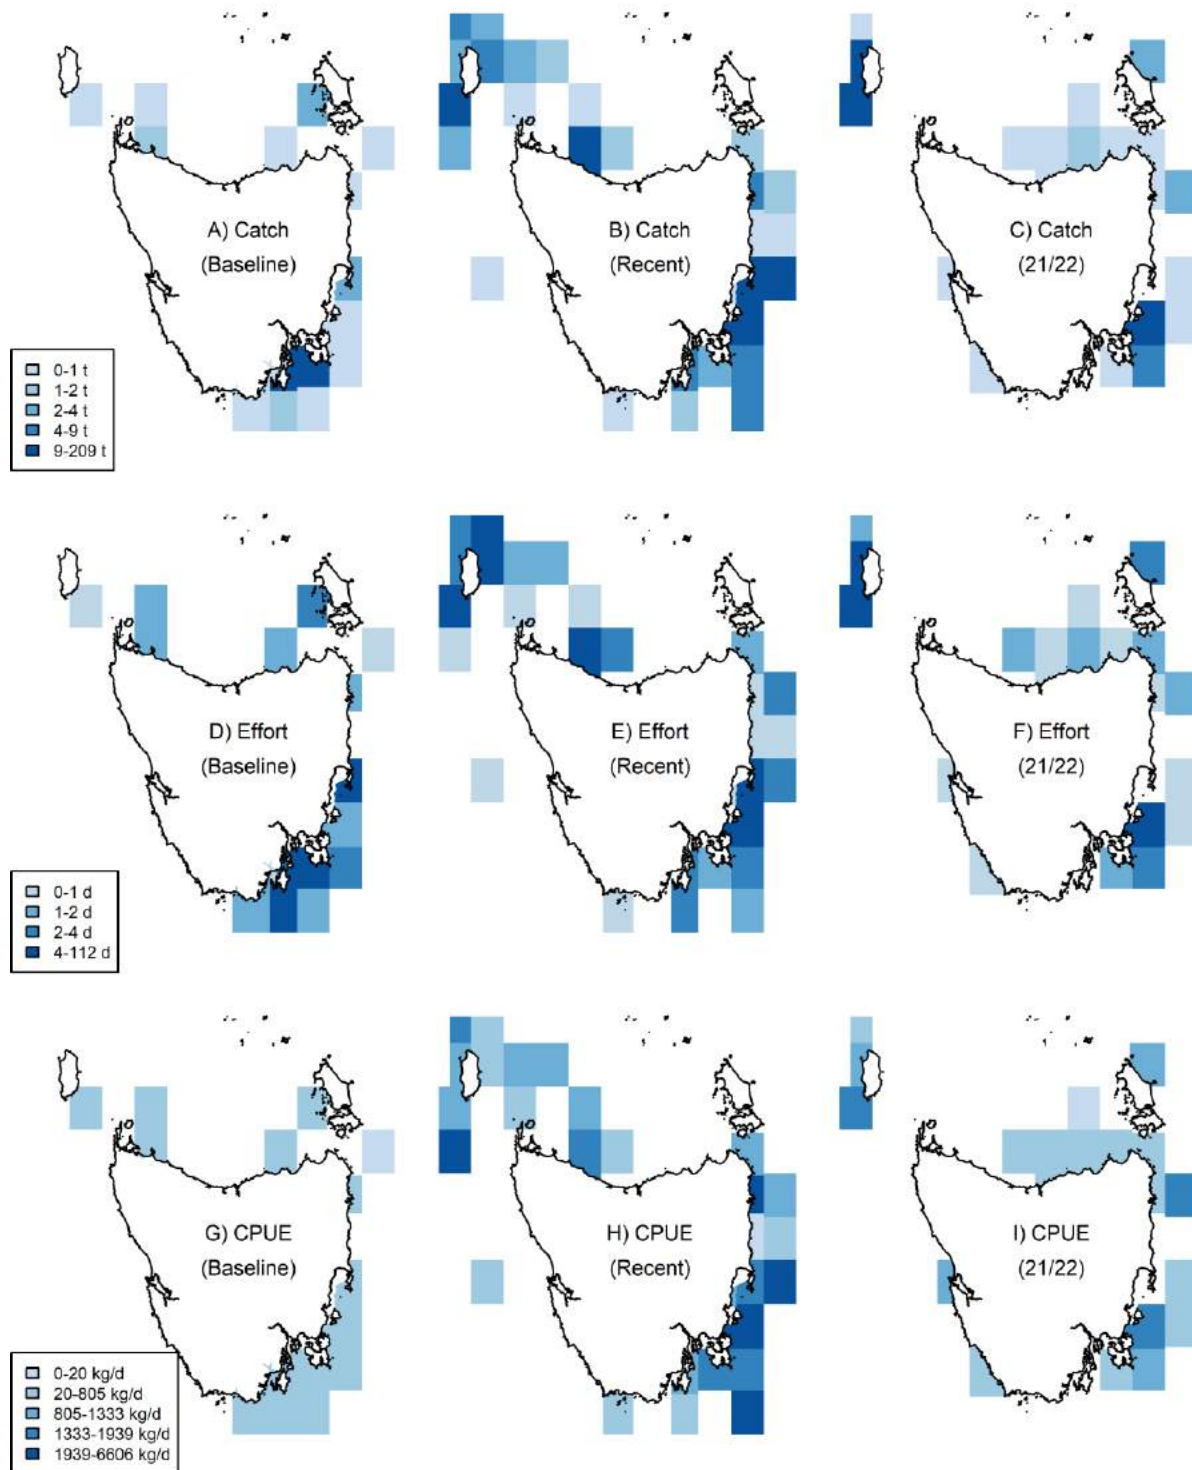 A) Catch
(Baseline)
B) Catch
(Recent)
C) Catch
(21/22)
0-1 t
1-2 t
2-4 t
4-9 t
9-209 t
D) Effort
(Baseline)
E) Effort
(Recent)
F) Effort
(21/22)
0-1 d
1-2 d
2-4 d
4-112 d
G) CPUE
(Baseline)
H) CPUE
(Recent)
I) CPUE
(21/22)
0-20 kg/d
20-805 kg/d
805-1333 kg/d
1333-1939 kg/d
1939-6606 kg/d